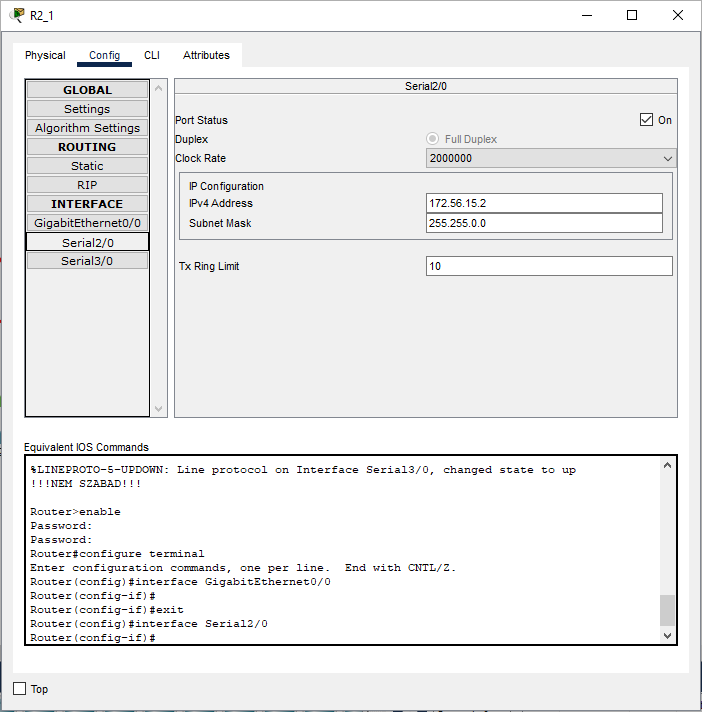 R2_1
Physical Config CLI Attributes
GLOBAL
Settings
Algorithm Settings
ROUTING
Static
RIP
INTERFACE
GigabitEthernet0/0
Serial2/0
Serial3/0
Serial2/0
Port Status On
Duplex Full Duplex
Clock Rate 2000000
IP Configuration
IPv4 Address 172.56.15.2
Subnet Mask 255.255.0.0
Tx Ring Limit 10
Equivalent IOS Commands
%LINEPROTO-5-UPDOWN: Line protocol on Interface Serial3/0, changed state to up
!!!NEM SZABAD!!!
Router>enable
Password:
Password:
Router#configure terminal
Enter configuration commands, one per line.  End with CNTL/Z.
Router(config)#interface GigabitEthernet0/0
Router(config-if)#
Router(config-if)#exit
Router(config)#interface Serial2/0
Router(config-if)#
Top